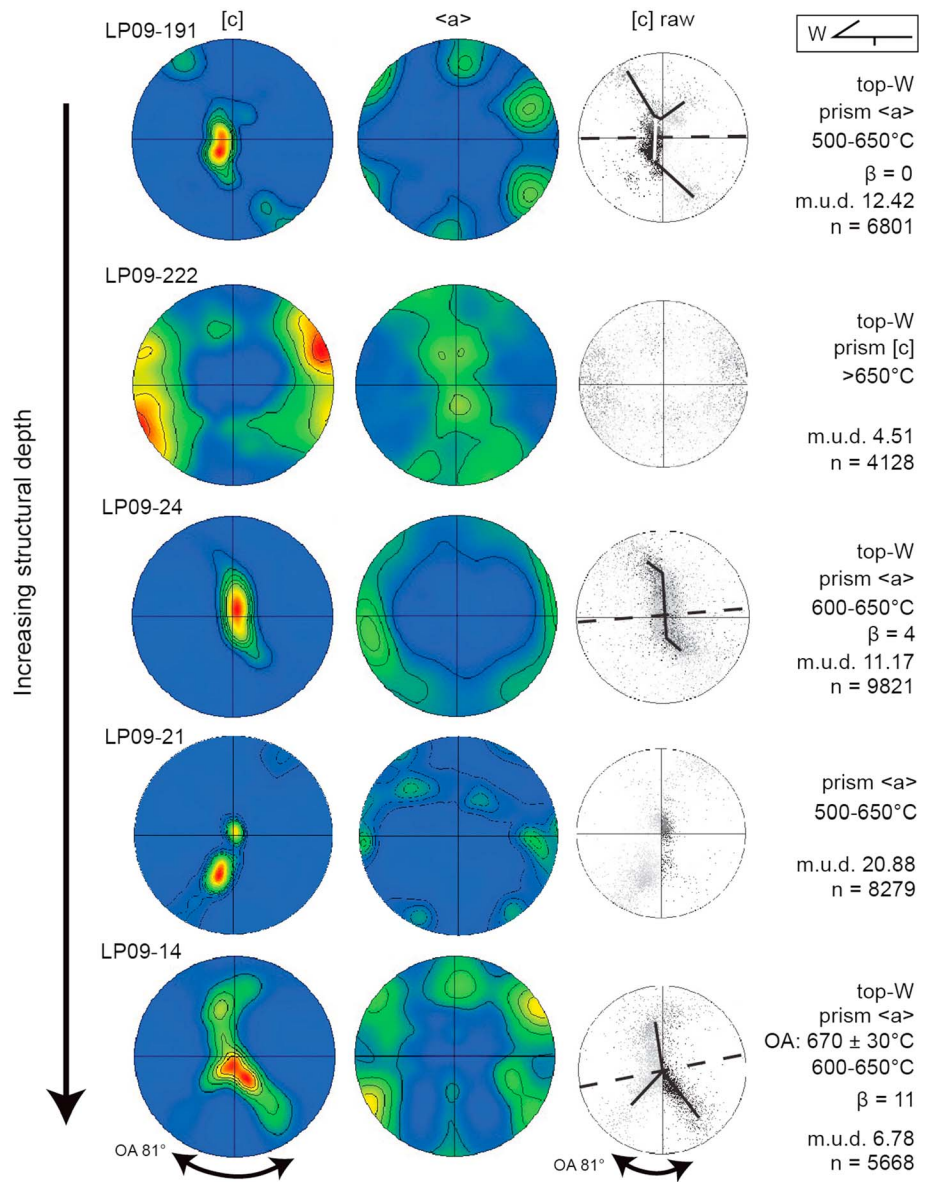 [c] <a> [c] raw
LP09-191
W
top-W
prism <a>
500-650°C
β = 0
m.u.d. 12.42
n = 6801
LP09-222
top-W
prism [c]
>650°C
m.u.d. 4.51
n = 4128
LP09-24
top-W
prism <a>
600-650°C
β = 4
m.u.d. 11.17
n = 9821
LP09-21
prism <a>
500-650°C
m.u.d. 20.88
n = 8279
LP09-14
top-W
prism <a>
OA: 670 ± 30°C
600-650°C
β = 11
m.u.d. 6.78
n = 5668
OA 81°
OA 81°
Increasing structural depth